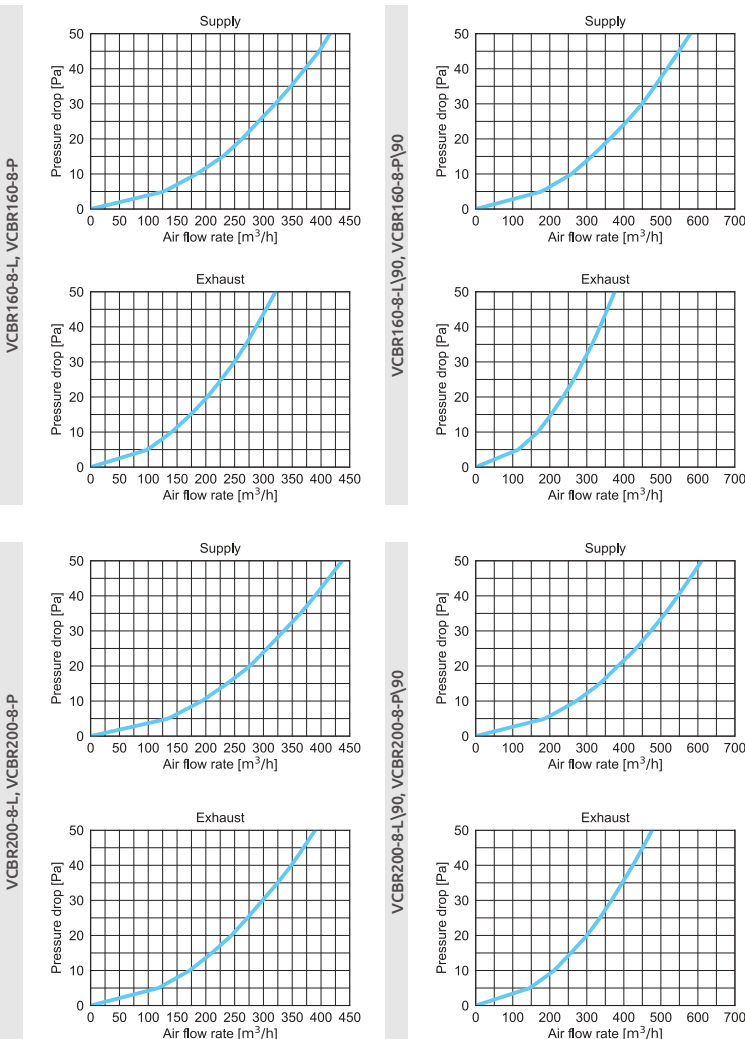 VCBR160-8-L, VCBR160-8-P
Supply
Pressure drop [Pa]
50
40
30
20
10
0
0 50 100 150 200 250 300 350 400 450
Air flow rate [m³/h]
Exhaust
Pressure drop [Pa]
50
40
30
20
10
0
0 50 100 150 200 250 300 350 400 450
Air flow rate [m³/h]
VCBR160-8-L\90, VCBR160-8-P\90
Supply
Pressure drop [Pa]
50
40
30
20
10
0
0 100 200 300 400 500 600 700
Air flow rate [m³/h]
Exhaust
Pressure drop [Pa]
50
40
30
20
10
0
0 100 200 300 400 500 600 700
Air flow rate [m³/h]
VCBR200-8-L, VCBR200-8-P
Supply
Pressure drop [Pa]
50
40
30
20
10
0
0 50 100 150 200 250 300 350 400 450
Air flow rate [m³/h]
Exhaust
Pressure drop [Pa]
50
40
30
20
10
0
0 50 100 150 200 250 300 350 400 450
Air flow rate [m³/h]
VCBR200-8-L\90, VCBR200-8-P\90
Supply
Pressure drop [Pa]
50
40
30
20
10
0
0 100 200 300 400 500 600 700
Air flow rate [m³/h]
Exhaust
Pressure drop [Pa]
50
40
30
20
10
0
0 100 200 300 400 500 600 700
Air flow rate [m³/h]